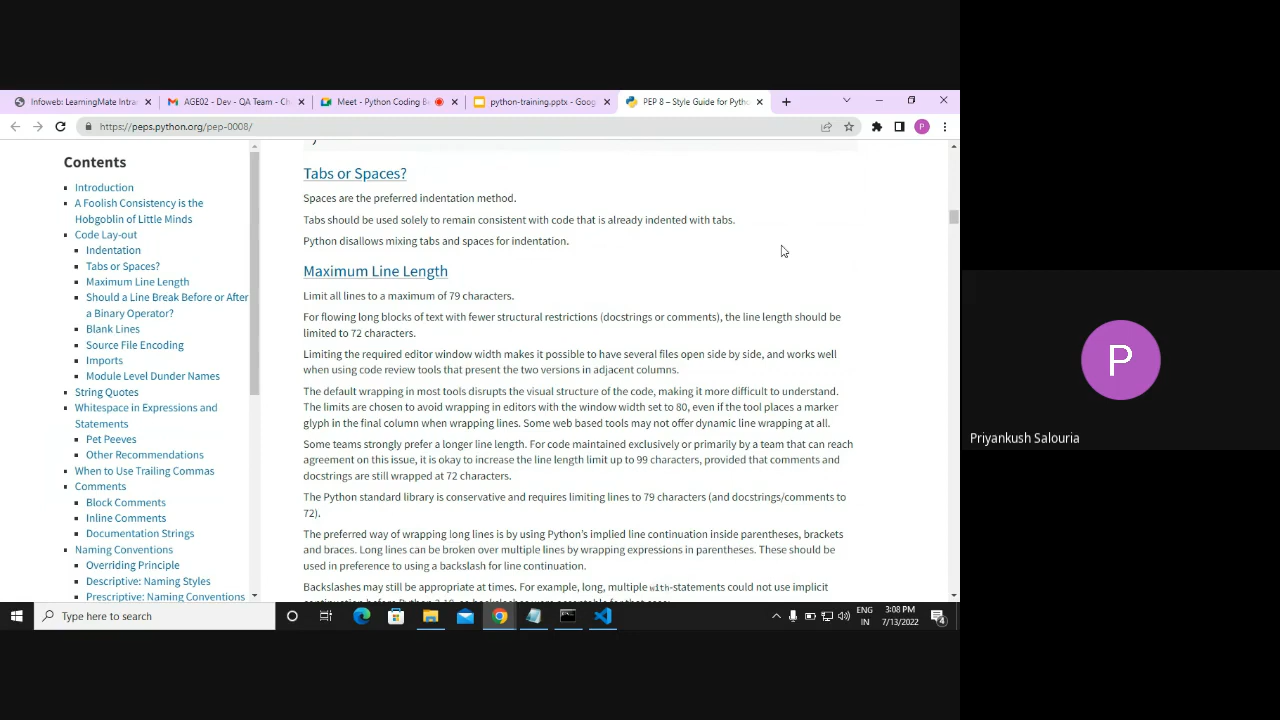 Infoweb: LearningMate Intra
AGE02 - Dev - QA Team - Ch
Meet - Python Coding Be
python-training.pptx - Goog
PEP 8 – Style Guide for Pyth
https://peps.python.org/pep-0008/
P
Contents
Introduction
A Foolish Consistency is the
Hobgoblin of Little Minds
Code Lay-out
Indentation
Tabs or Spaces?
Maximum Line Length
Should a Line Break Before or After
a Binary Operator?
Blank Lines
Source File Encoding
Imports
Module Level Dunder Names
String Quotes
Whitespace in Expressions and
Statements
Pet Peeves
Other Recommendations
When to Use Trailing Commas
Comments
Block Comments
Inline Comments
Documentation Strings
Naming Conventions
Overriding Principle
Descriptive: Naming Styles
Prescriptive: Naming Conventions
Tabs or Spaces?
Spaces are the preferred indentation method.
Tabs should be used solely to remain consistent with code that is already indented with tabs.
Python disallows mixing tabs and spaces for indentation.
Maximum Line Length
Limit all lines to a maximum of 79 characters.
For flowing long blocks of text with fewer structural restrictions (docstrings or comments), the line length should be
limited to 72 characters.
Limiting the required editor window width makes it possible to have several files open side by side, and works well
when using code review tools that present the two versions in adjacent columns.
The default wrapping in most tools disrupts the visual structure of the code, making it more difficult to understand.
The limits are chosen to avoid wrapping in editors with the window width set to 80, even if the tool places a marker
glyph in the final column when wrapping lines. Some web based tools may not offer dynamic line wrapping at all.
Some teams strongly prefer a longer line length. For code maintained exclusively or primarily by a team that can reach
agreement on this issue, it is okay to increase the line length limit up to 99 characters, provided that comments and
docstrings are still wrapped at 72 characters.
The Python standard library is conservative and requires limiting lines to 79 characters (and docstrings/comments to
72).
The preferred way of wrapping long lines is by using Python's implied line continuation inside parentheses, brackets
and braces. Long lines can be broken over multiple lines by wrapping expressions in parentheses. These should be
used in preference to using a backslash for line continuation.
Backslashes may still be appropriate at times. For example, long, multiple with-statements could not use implicit
P
Priyankush Salouria
Type here to search
ENG
IN
3:08 PM
7/13/2022
4